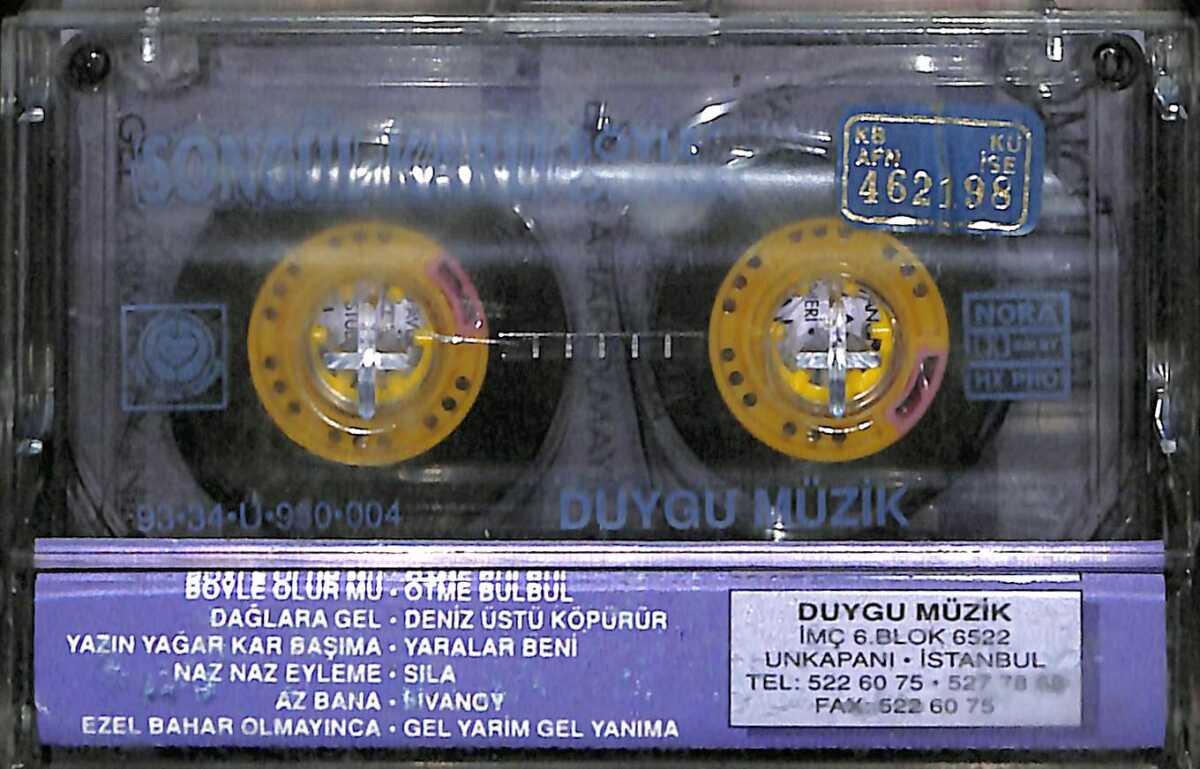 KB KÜ
AFN İSE
462198
NORA
HX PRO
93·34·U·930·004
DUYGU MÜZİK
BÖYLE OLUR MU • ÖTME BÜLBÜL
DAĞLARA GEL • DENİZ ÜSTÜ KÖPÜRÜR
YAZIN YAĞAR KAR BAŞIMA • YARALAR BENİ
NAZ NAZ EYLEME • SILA
AZ BANA •
EZEL BAHAR OLMAYINCA • GEL YARİM GEL YANIMA
DUYGU MÜZİK
İMÇ 6.BLOK 6522
UNKAPANI • İSTANBUL
TEL: 522 60 75 • 527 78
FAX: 522 60 75